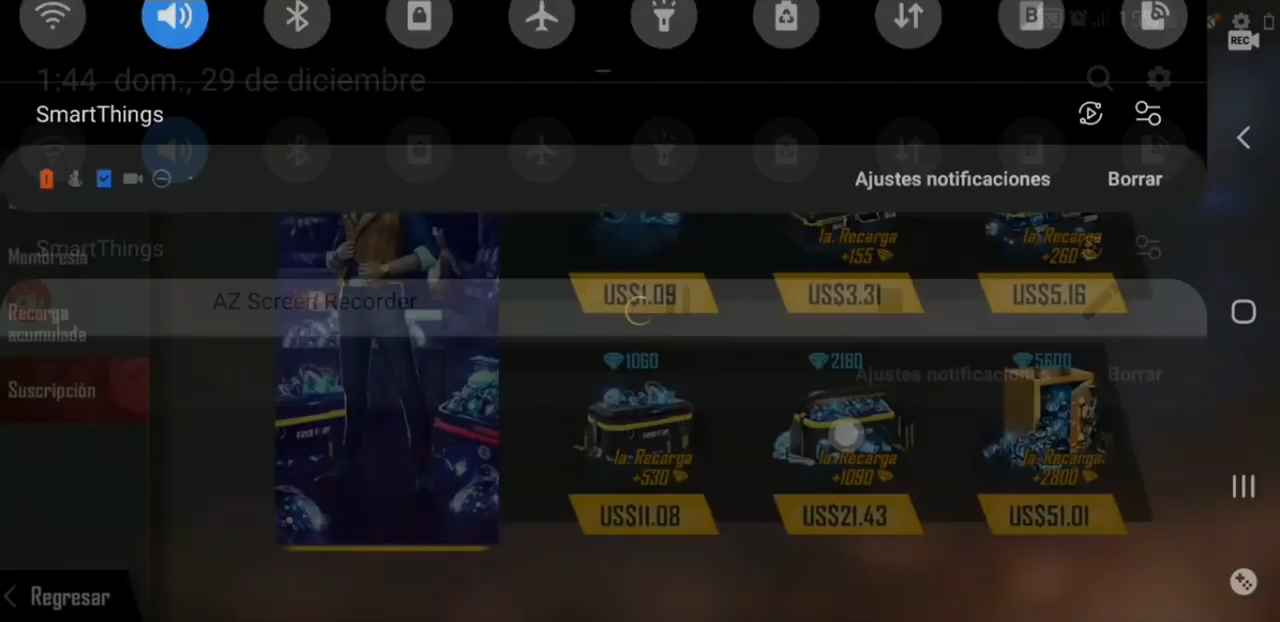 REC
1:44 dom., 29 de diciembre
SmartThings
Ajustes notificaciones
Borrar
SmartThings
Membresía
AZ Screen Recorder
Recarga
acumulada
Suscripción
1a. Recarga
+155
1a. Recarga
+260
US$1.09
US$3.31
US$5.16
1060
2180
5600
Ajustes notificaciones
Borrar
1a. Recarga
+530
1a. Recarga
+1090
1a. Recarga
+2800
US$11.08
US$21.43
US$51.01
Regresar